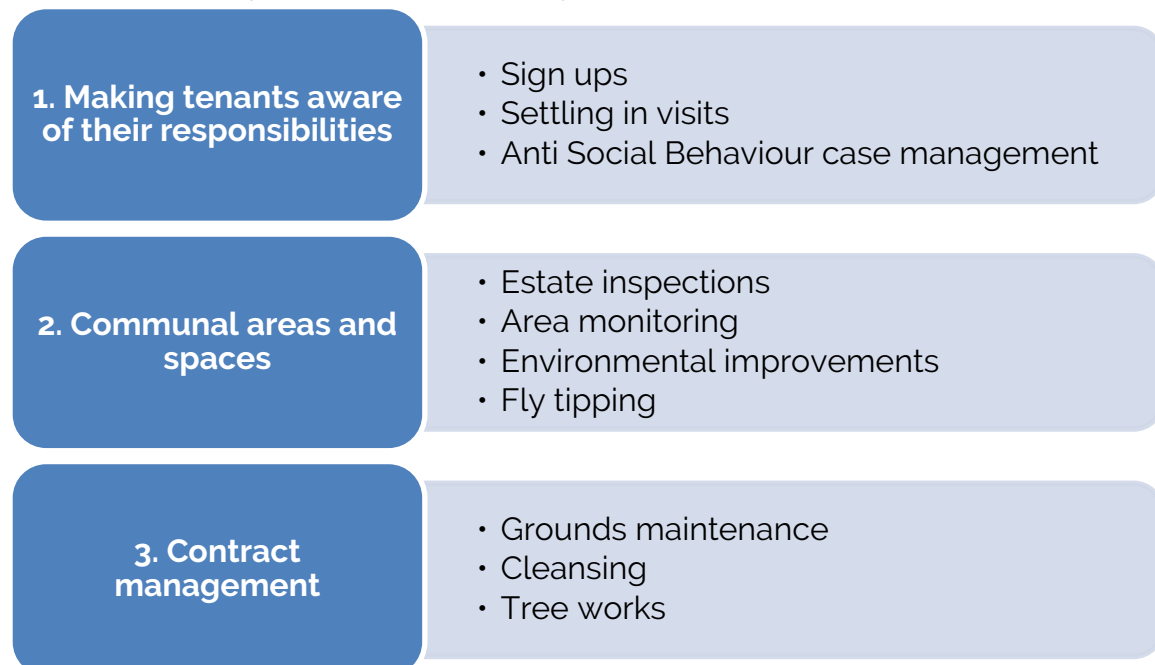 1. Making tenants aware
of their responsibilities
• Sign ups
• Settling in visits
• Anti Social Behaviour case management
2. Communal areas and
spaces
• Estate inspections
• Area monitoring
• Environmental improvements
• Fly tipping
3. Contract
management
• Grounds maintenance
• Cleansing
• Tree works